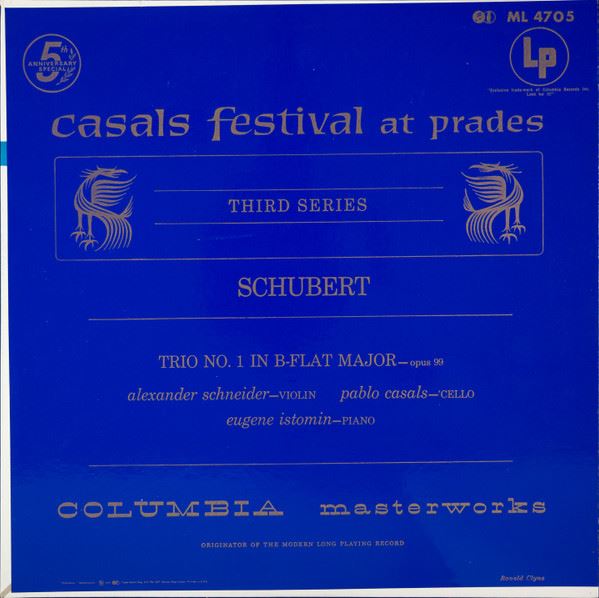 ML 4705
5th
ANNIVERSARY
SPECIAL
Lp
casals festival at prades
THIRD SERIES
SCHUBERT
TRIO NO. 1 IN B-FLAT MAJOR—opus 99
alexander schneider—VIOLIN pablo casals—'CELLO
eugene istomin—PIANO
COLUMBIA masterworks
ORIGINATOR OF THE MODERN LONG PLAYING RECORD
Ronald Clyne